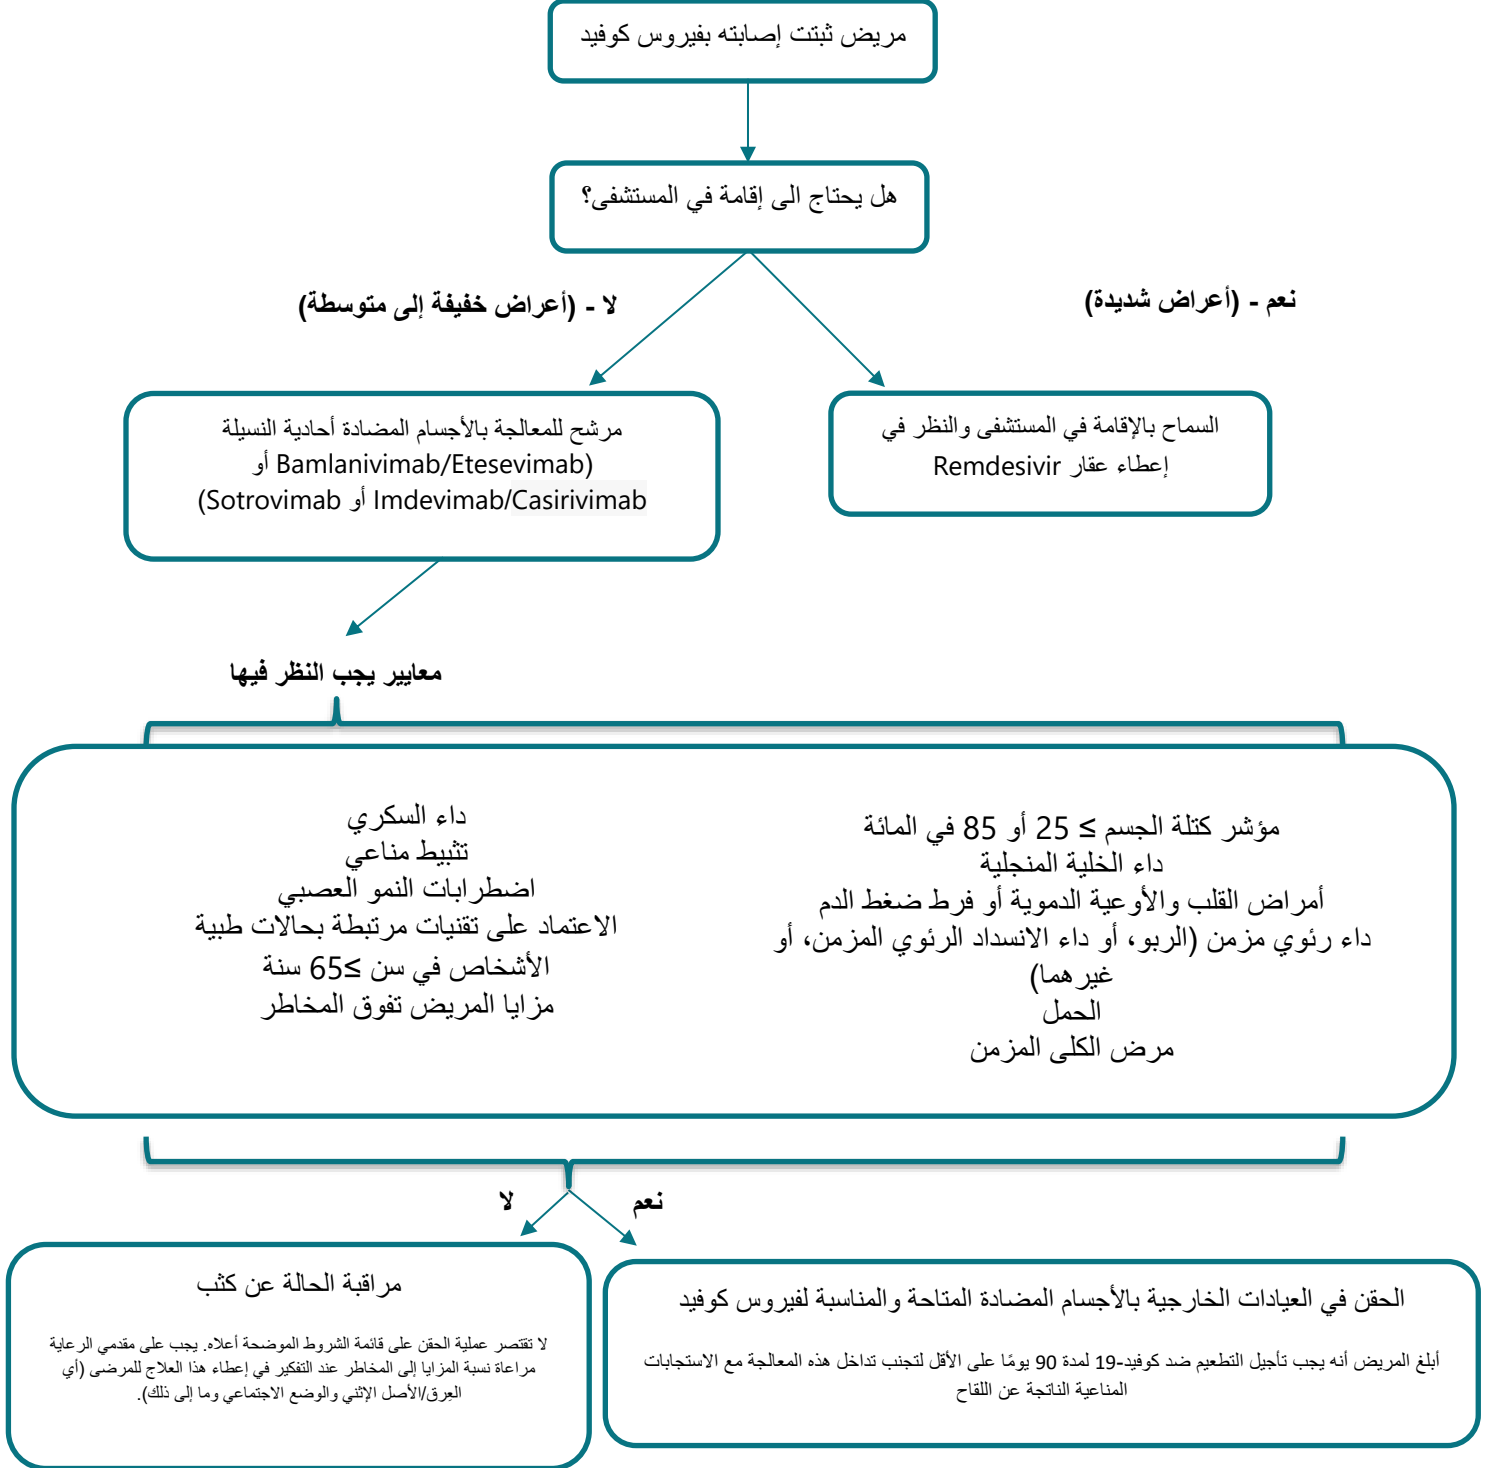 مريض ثبتت إصابته بفيروس كوفيد
هل يحتاج الى إقامة في المستشفى؟
نعم - (أعراض شديدة)
لا - (أعراض خفيفة إلى متوسطة)
السماح بالإقامة في المستشفى والنظر في
إعطاء عقار Remdesivir
مرشح للمعالجة بالأجسام المضادة أحادية النسيلة
(Bamlanivimab/Etesevimab أو
Imdevimab/Casirivimab أو Sotrovimab)
معايير يجب النظر فيها
مؤشر كتلة الجسم ≥ 25 أو 85 في المائة
داء الخلية المنجلية
أمراض القلب والأوعية الدموية أو فرط ضغط الدم
داء رئوي مزمن (الربو، أو داء الانسداد الرئوي المزمن، أو
غيرهما)
الحمل
مرض الكلى المزمن
داء السكري
تثبيط مناعي
اضطرابات النمو العصبي
الاعتماد على تقنيات مرتبطة بحالات طبية
الأشخاص في سن ≥65 سنة
مزايا المريض تفوق المخاطر
نعم
لا
الحقن في العيادات الخارجية بالأجسام المضادة المتاحة والمناسبة لفيروس كوفيد
أبلغ المريض أنه يجب تأجيل التطعيم ضد كوفيد-19 لمدة 90 يومًا على الأقل لتجنب تداخل هذه المعالجة مع الاستجابات
المناعية الناتجة عن اللقاح
مراقبة الحالة عن كثب
لا تقتصر عملية الحقن على قائمة الشروط الموضحة أعلاه. يجب على مقدمي الرعاية
مراعاة نسبة المزايا إلى المخاطر عند التفكير في إعطاء هذا العلاج للمرضى (أي
العِرق/الأصل الإثني والوضع الاجتماعي وما إلى ذلك).